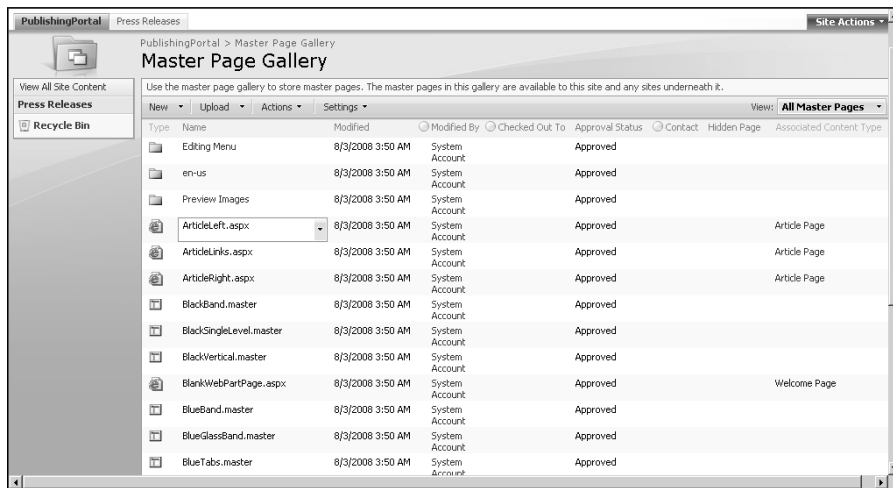 PublishingPortal Press Releases Site Actions
PublishingPortal > Master Page Gallery
Master Page Gallery
View All Site Content
Press Releases
Recycle Bin
Use the master page gallery to store master pages. The master pages in this gallery are available to this site and any sites underneath it.
New Upload Actions Settings View: All Master Pages
Type Name Modified Modified By Checked Out To Approval Status Contact Hidden Page Associated Content Type
Editing Menu 8/3/2008 3:50 AM System Account Approved
en-us 8/3/2008 3:50 AM System Account Approved
Preview Images 8/3/2008 3:50 AM System Account Approved
ArticleLeft.aspx 8/3/2008 3:50 AM System Account Approved Article Page
ArticleLinks.aspx 8/3/2008 3:50 AM System Account Approved Article Page
ArticleRight.aspx 8/3/2008 3:50 AM System Account Approved Article Page
BlackBand.master 8/3/2008 3:50 AM System Account Approved
BlackSingleLevel.master 8/3/2008 3:50 AM System Account Approved
BlackVertical.master 8/3/2008 3:50 AM System Account Approved
BlankWebPartPage.aspx 8/3/2008 3:50 AM System Account Approved Welcome Page
BlueBand.master 8/3/2008 3:50 AM System Account Approved
BlueGlassBand.master 8/3/2008 3:50 AM System Account Approved
BlueTabs.master 8/3/2008 3:50 AM System Account Approved